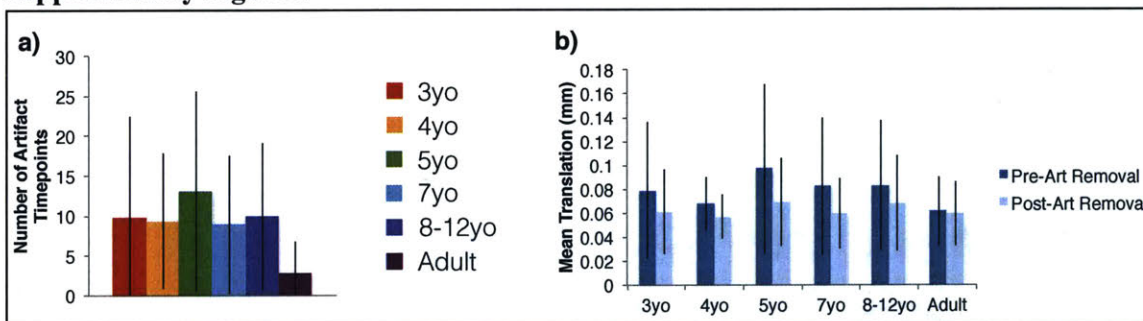 a)
Number of Artifact
Timepoints
30
25
20
15
10
5
0
3yo
4yo
5yo
7yo
8-12yo
Adult
b)
Mean Translation (mm)
0.18
0.16
0.14
0.12
0.1
0.08
0.06
0.04
0.02
0
3yo 4yo 5yo 7yo 8-12yo Adult
Pre-Art Removal
Post-Art Removal